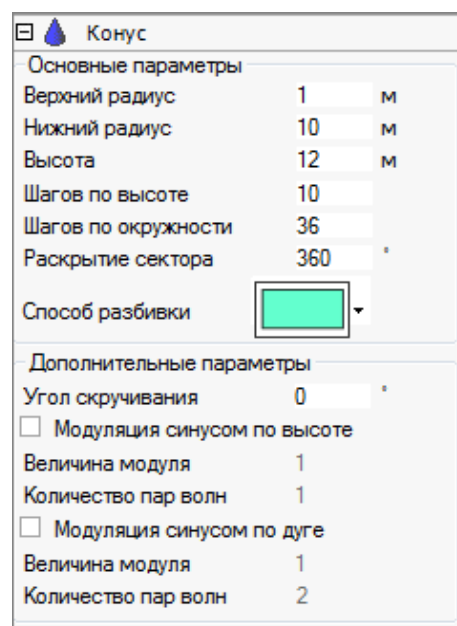 Конус
Основные параметры
Верхний радиус 1 м
Нижний радиус 10 м
Высота 12 м
Шагов по высоте 10
Шагов по окружности 36
Раскрытие сектора 360 °
Способ разбивки
Дополнительные параметры
Угол скручивания 0 °
Модуляция синусом по высоте
Величина модуля 1
Количество пар волн 1
Модуляция синусом по дуге
Величина модуля 1
Количество пар волн 2